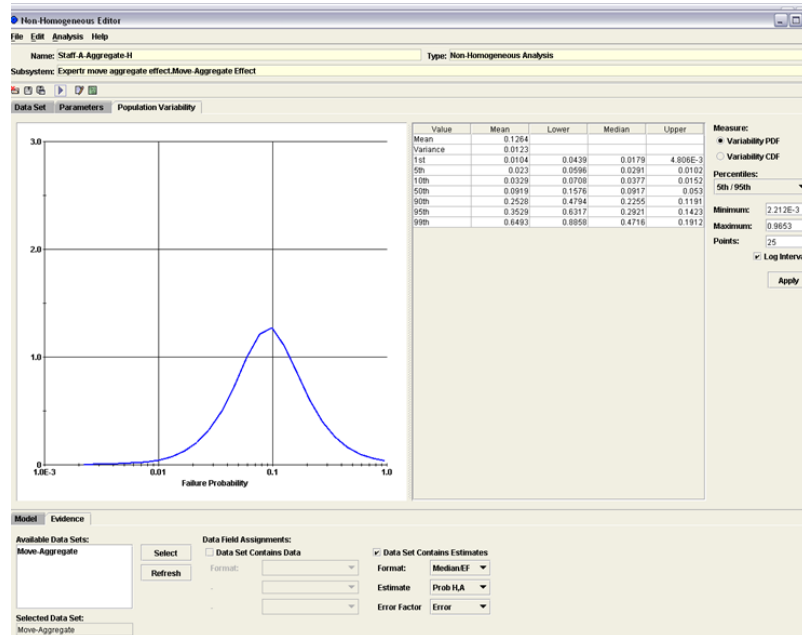 Non-Homogeneous Editor
File Edit Analysis Help
Name: Staff-A-Aggregate-H Type: Non-Homogeneous Analysis
Subsystem: Expertr move aggregate effect,Move-Aggregate Effect
Data Set Parameters Population Variability
3.0
2.0
1.0
0
1.0E-3 0.01 0.1 1.0
Failure Probability
Value Mean Lower Median Upper
Mean 0.1264
Variance 0.0123
1st 0.0104 0.0439 0.0179 4.806E-3
5th 0.023 0.0596 0.0291 0.0102
10th 0.0329 0.0708 0.0377 0.0152
50th 0.0919 0.1576 0.0917 0.053
90th 0.2528 0.4794 0.2255 0.1191
95th 0.3529 0.6317 0.2921 0.1423
99th 0.6493 0.8858 0.4716 0.1912
Measure:
Variability PDF
Variability CDF
Percentiles:
5th / 95th
Minimum: 2.212E-3
Maximum: 0.9653
Points: 25
Log Interva
Apply
Model Evidence
Available Data Sets:
Move-Aggregate
Select
Refresh
Selected Data Set:
Move-Aggregate
Data Field Assignments:
Data Set Contains Data
Format:
Data Set Contains Estimates
Format: Median/EF
Estimate Prob H,A
Error Factor Error